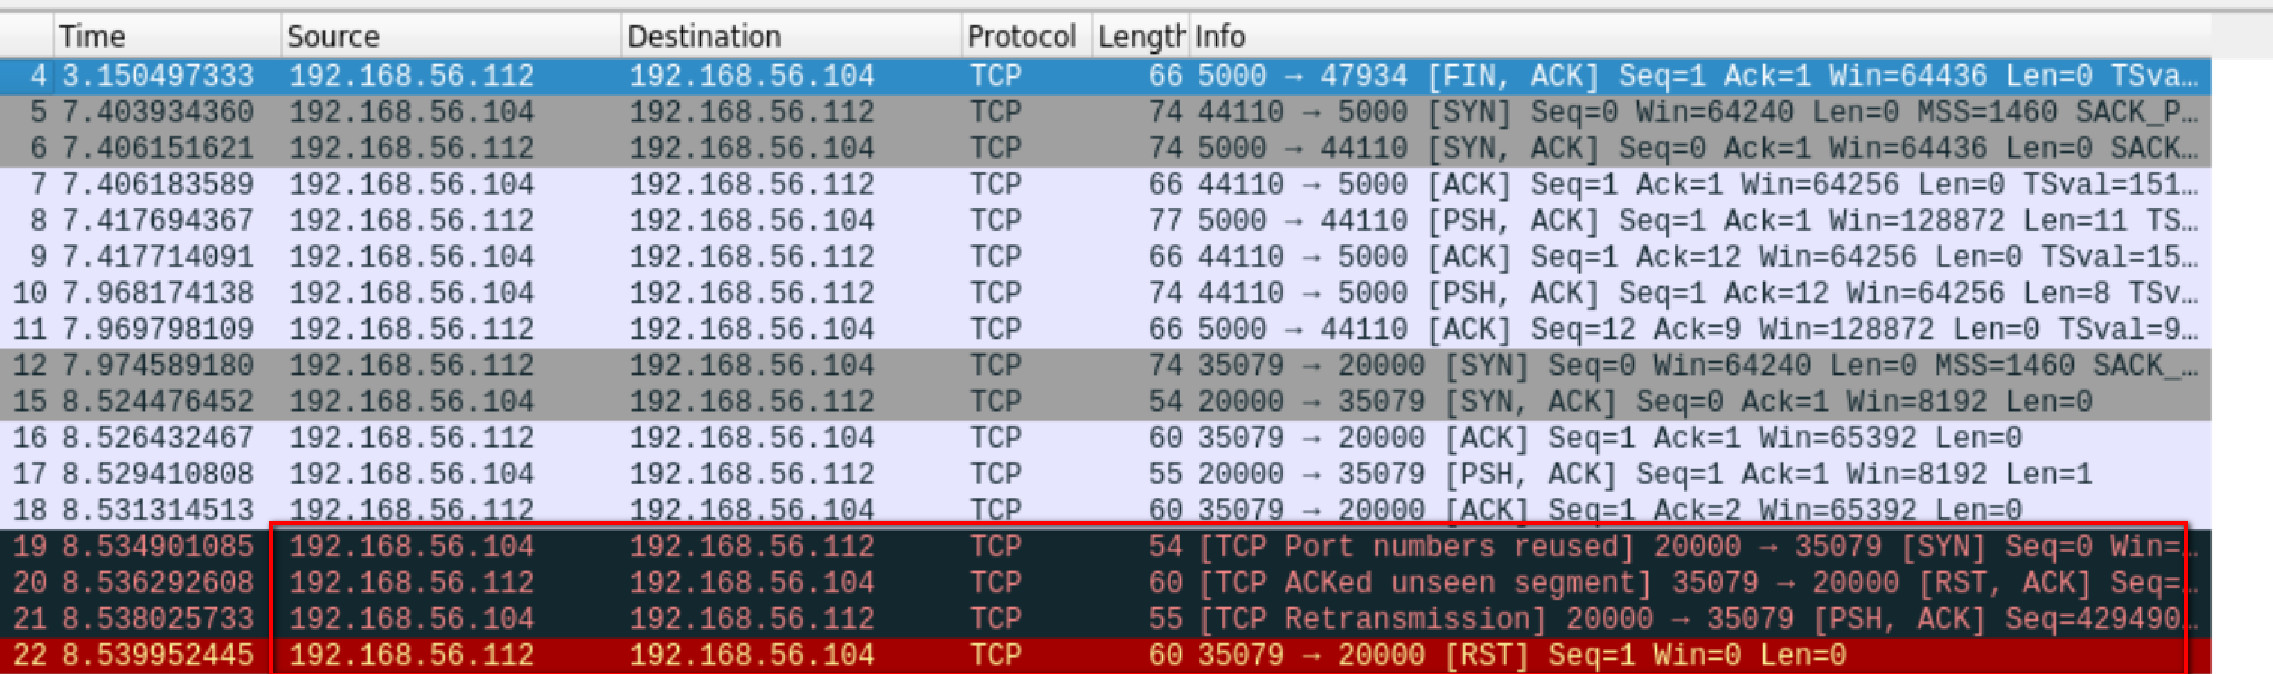 Time Source Destination Protocol Length Info
4 3.150497333 192.168.56.112 192.168.56.104 TCP 66 5000 → 47934 [FIN, ACK] Seq=1 Ack=1 Win=64436 Len=0 TSva…
5 7.403934360 192.168.56.104 192.168.56.112 TCP 74 44110 → 5000 [SYN] Seq=0 Win=64240 Len=0 MSS=1460 SACK_P…
6 7.406151621 192.168.56.112 192.168.56.104 TCP 74 5000 → 44110 [SYN, ACK] Seq=0 Ack=1 Win=64436 Len=0 SACK…
7 7.406183589 192.168.56.104 192.168.56.112 TCP 66 44110 → 5000 [ACK] Seq=1 Ack=1 Win=64256 Len=0 TSval=151…
8 7.417694367 192.168.56.112 192.168.56.104 TCP 77 5000 → 44110 [PSH, ACK] Seq=1 Ack=1 Win=128872 Len=11 TS…
9 7.417714091 192.168.56.104 192.168.56.112 TCP 66 44110 → 5000 [ACK] Seq=1 Ack=12 Win=64256 Len=0 TSval=15…
10 7.968174138 192.168.56.104 192.168.56.112 TCP 74 44110 → 5000 [PSH, ACK] Seq=1 Ack=12 Win=64256 Len=8 TSv…
11 7.969798109 192.168.56.112 192.168.56.104 TCP 66 5000 → 44110 [ACK] Seq=12 Ack=9 Win=128872 Len=0 TSval=9…
12 7.974589180 192.168.56.112 192.168.56.104 TCP 74 35079 → 20000 [SYN] Seq=0 Win=64240 Len=0 MSS=1460 SACK_…
15 8.524476452 192.168.56.104 192.168.56.112 TCP 54 20000 → 35079 [SYN, ACK] Seq=0 Ack=1 Win=8192 Len=0
16 8.526432467 192.168.56.112 192.168.56.104 TCP 60 35079 → 20000 [ACK] Seq=1 Ack=1 Win=65392 Len=0
17 8.529410808 192.168.56.104 192.168.56.112 TCP 55 20000 → 35079 [PSH, ACK] Seq=1 Ack=1 Win=8192 Len=1
18 8.531314513 192.168.56.112 192.168.56.104 TCP 60 35079 → 20000 [ACK] Seq=1 Ack=2 Win=65392 Len=0
19 8.534901085 192.168.56.104 192.168.56.112 TCP 54 [TCP Port numbers reused] 20000 → 35079 [SYN] Seq=0 Win=…
20 8.536292608 192.168.56.112 192.168.56.104 TCP 60 [TCP ACKed unseen segment] 35079 → 20000 [RST, ACK] Seq=…
21 8.538025733 192.168.56.104 192.168.56.112 TCP 55 [TCP Retransmission] 20000 → 35079 [PSH, ACK] Seq=429490…
22 8.539952445 192.168.56.112 192.168.56.104 TCP 60 35079 → 20000 [RST] Seq=1 Win=0 Len=0